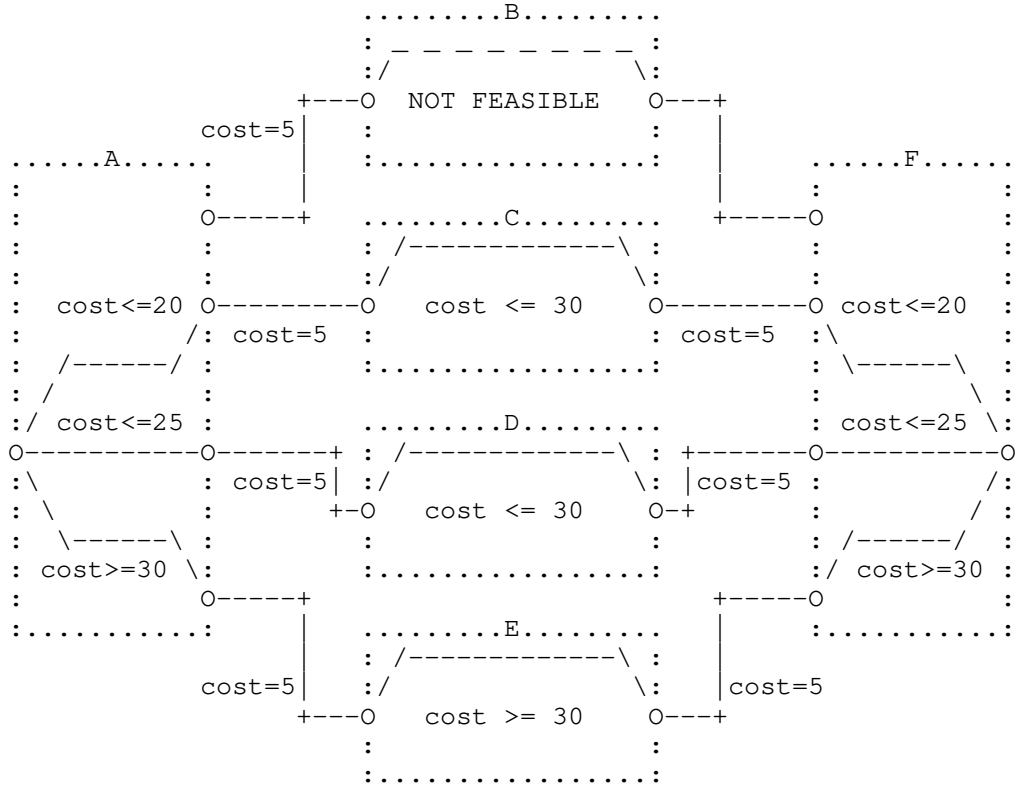 B
NOT FEASIBLE
cost=5
A F
C
cost<=20 cost <= 30 cost<=20
cost=5 cost=5
cost<=25 D cost<=25
cost=5 cost=5
cost <= 30
cost>=30 cost>=30
E
cost=5 cost=5
cost >= 30